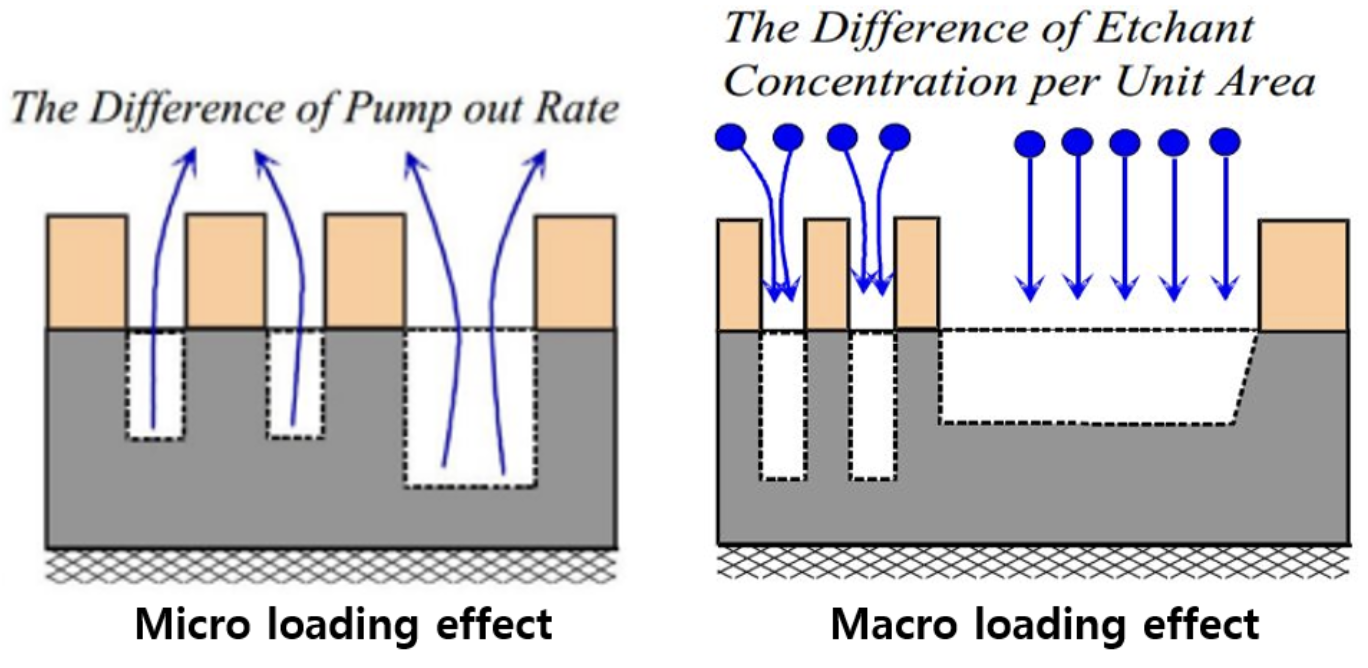 The Difference of Pump out Rate
The Difference of Etchant
Concentration per Unit Area
Micro loading effect
Macro loading effect